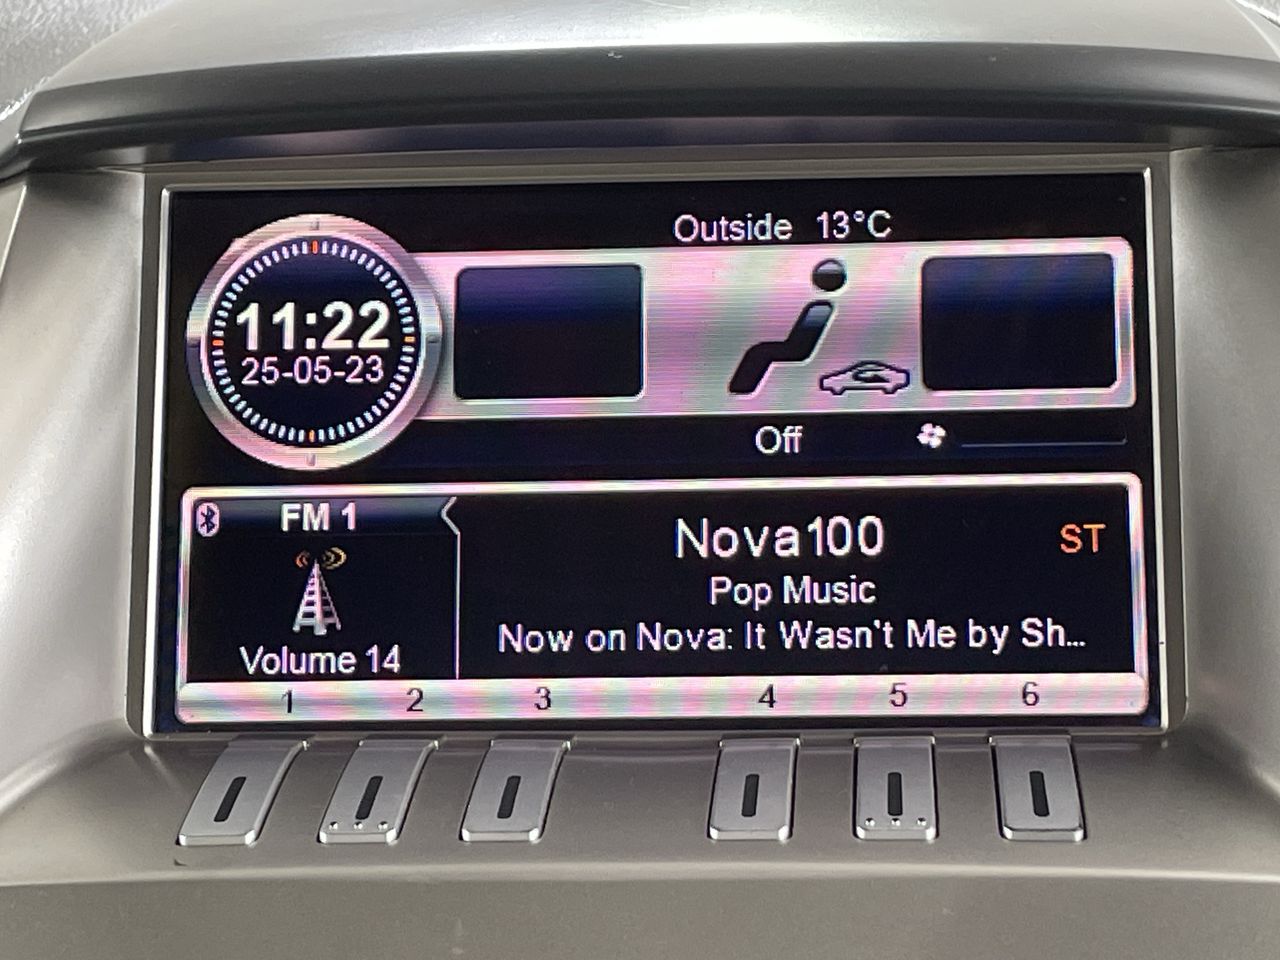 Outside 13°C
11:22
25-05-23
Off
FM 1
Nova100
ST
Pop Music
Now on Nova: It Wasn't Me by Sh...
Volume 14
1 2 3 4 5 6